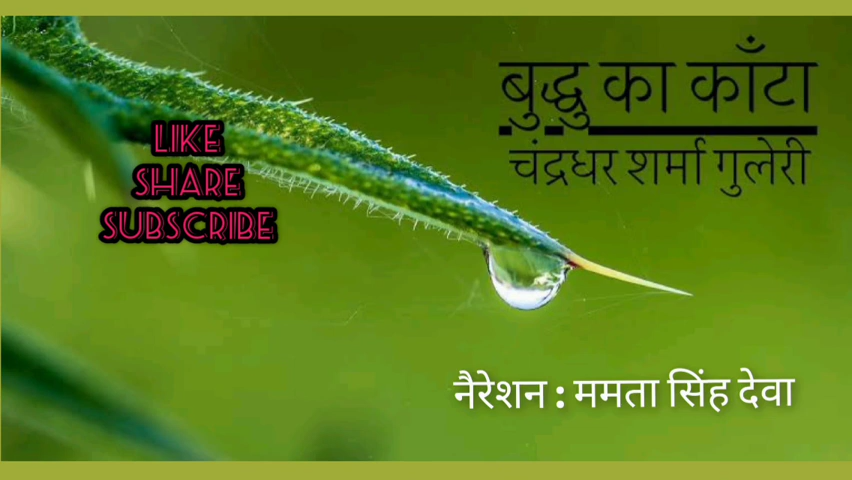 बुद्धु का काँटा
चंद्रधर शर्मा गुलेरी
LIKE
SHARE
SUBSCRIBE
नैरेशन : ममता सिंह देवा